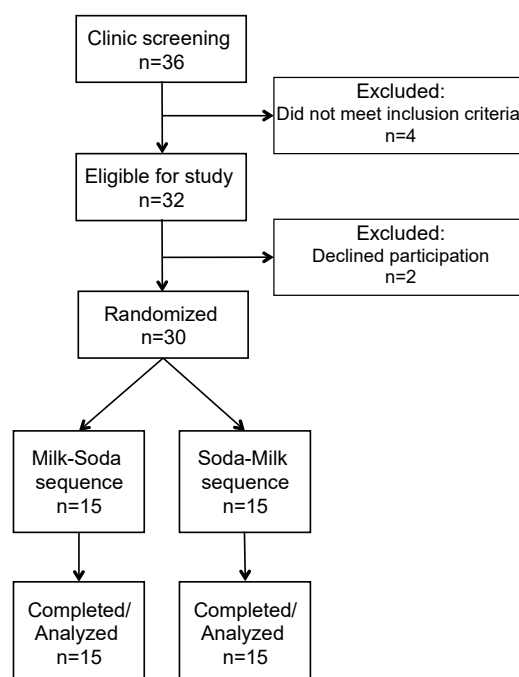 Clinic screening
n=36
Excluded:
Did not meet inclusion criteria
n=4
Eligible for study
n=32
Excluded:
Declined participation
n=2
Randomized
n=30
Milk-Soda
sequence
n=15
Soda-Milk
sequence
n=15
Completed/
Analyzed
n=15
Completed/
Analyzed
n=15